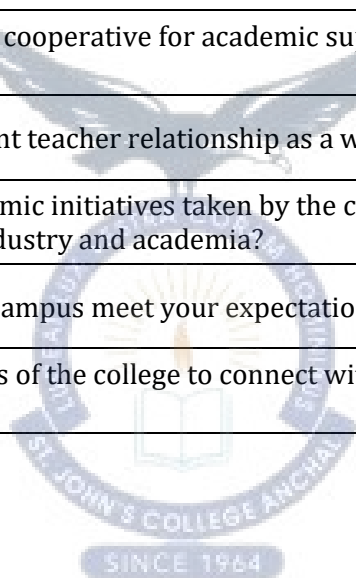 cooperative for academic su
nt teacher relationship as a w
mic initiatives taken by the c
dustry and academia?
ampus meet your expectatio
s of the college to connect wi
ST. JOHN'S COLLEGE ANCHAL
SINCE 1964